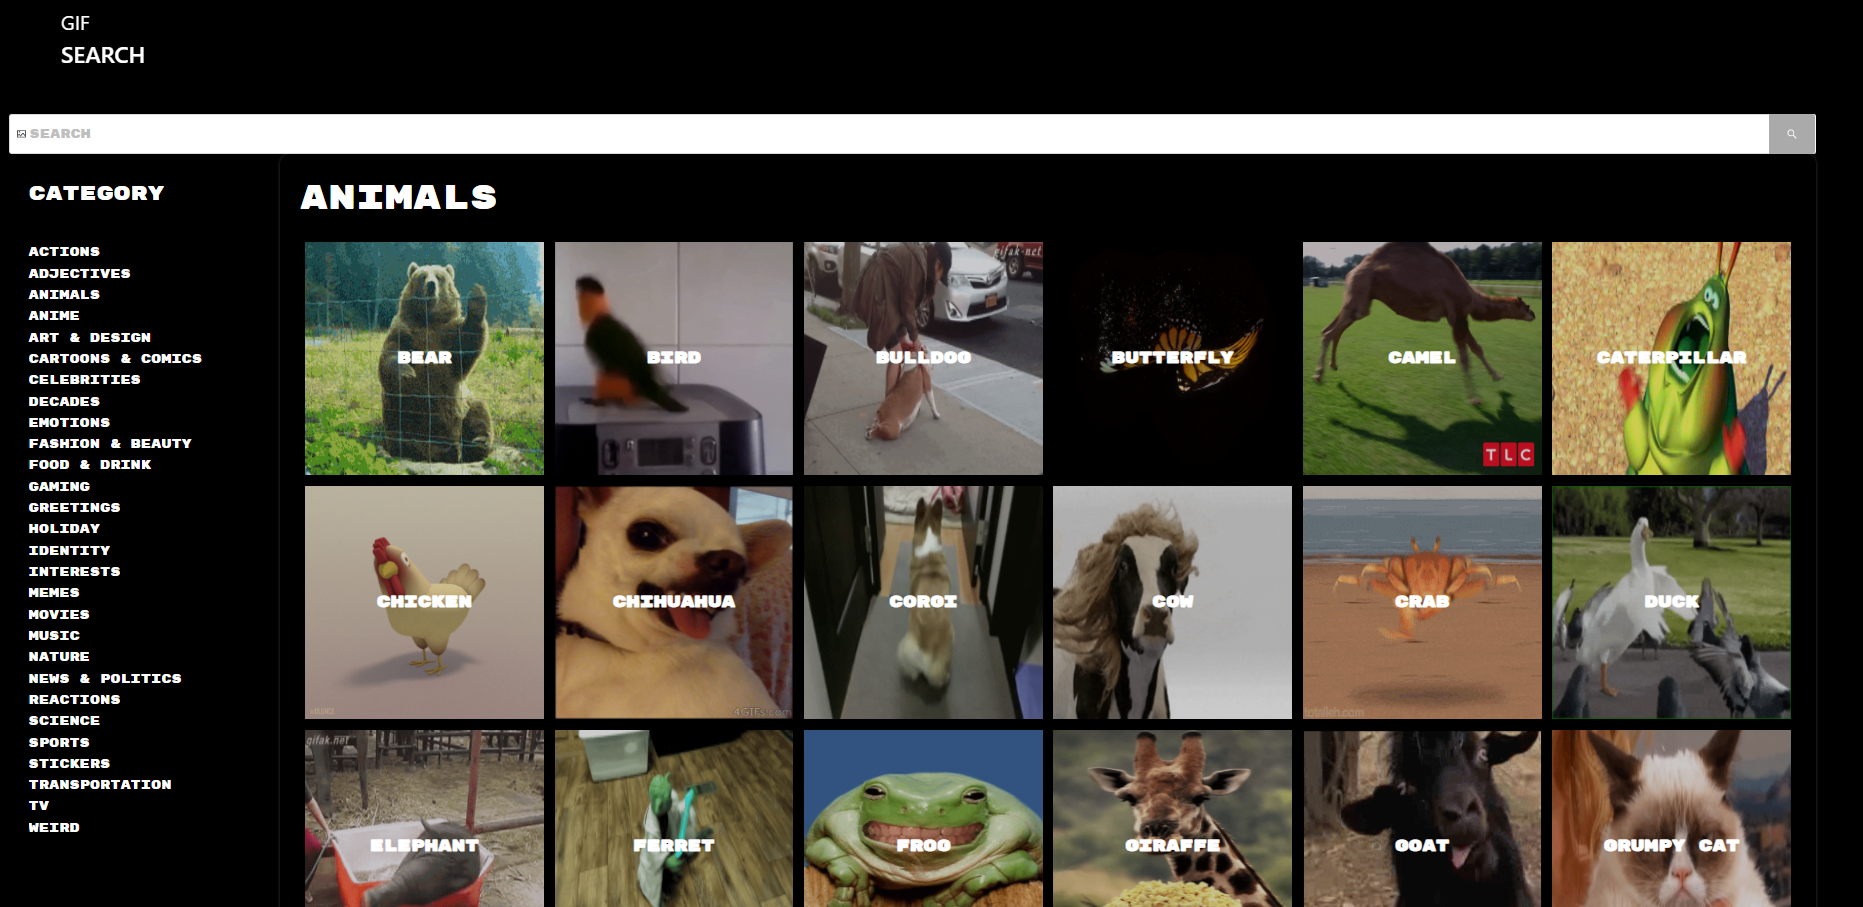 GIF
SEARCH
SEARCH
CATEGORY
ACTIONS
ADJECTIVES
ANIMALS
ANIME
ART & DESIGN
CARTOONS & COMICS
CELEBRITIES
DECADES
EMOTIONS
FASHION & BEAUTY
FOOD & DRINK
GAMING
GREETINGS
HOLIDAY
IDENTITY
INTERESTS
MEMES
MOVIES
MUSIC
NATURE
NEWS & POLITICS
REACTIONS
SCIENCE
SPORTS
STICKERS
TRANSPORTATION
TV
WEIRD
ANIMALS
gifak-net
BEAR
BIRD
BULLDOG
BUTTERFLY
CAMEL
CATERPILLAR
TLC
CHICKEN
CHIHUAHUA
CORGI
COW
CRAB
DUCK
4GIFs.com
gifak.net
ELEPHANT
FERRET
FROG
GIRAFFE
GOAT
GRUMPY CAT